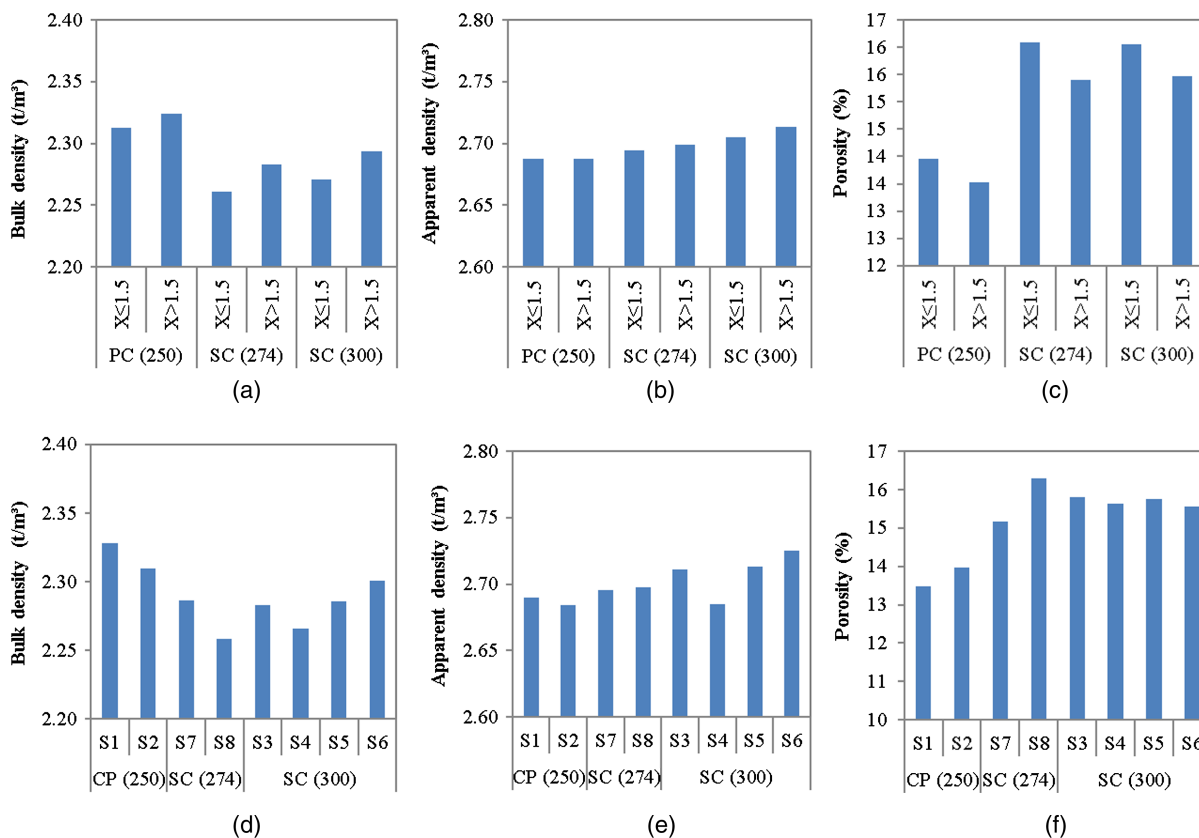 Bulk density (t/m³)
2.40
2.35
2.30
2.25
2.20
X≤1.5
X>1.5
X≤1.5
X>1.5
X≤1.5
X>1.5
PC (250)
SC (274)
SC (300)
(a)
Apparent density (t/m³)
2.80
2.75
2.70
2.65
2.60
X≤1.5
X>1.5
X≤1.5
X>1.5
X≤1.5
X>1.5
PC (250)
SC (274)
SC (300)
(b)
Porosity (%)
17
16
16
15
15
14
14
13
13
12
X≤1.5
X>1.5
X≤1.5
X>1.5
X≤1.5
X>1.5
PC (250)
SC (274)
SC (300)
(c)
Bulk density (t/m³)
2.40
2.35
2.30
2.25
2.20
S1 S2 S7 S8 S3 S4 S5 S6
CP (250) SC (274) SC (300)
(d)
Apparent density (t/m³)
2.80
2.75
2.70
2.65
2.60
S1 S2 S7 S8 S3 S4 S5 S6
CP (250) SC (274) SC (300)
(e)
Porosity (%)
17
16
15
14
13
12
11
10
S1 S2 S7 S8 S3 S4 S5 S6
CP (250) SC (274) SC (300)
(f)